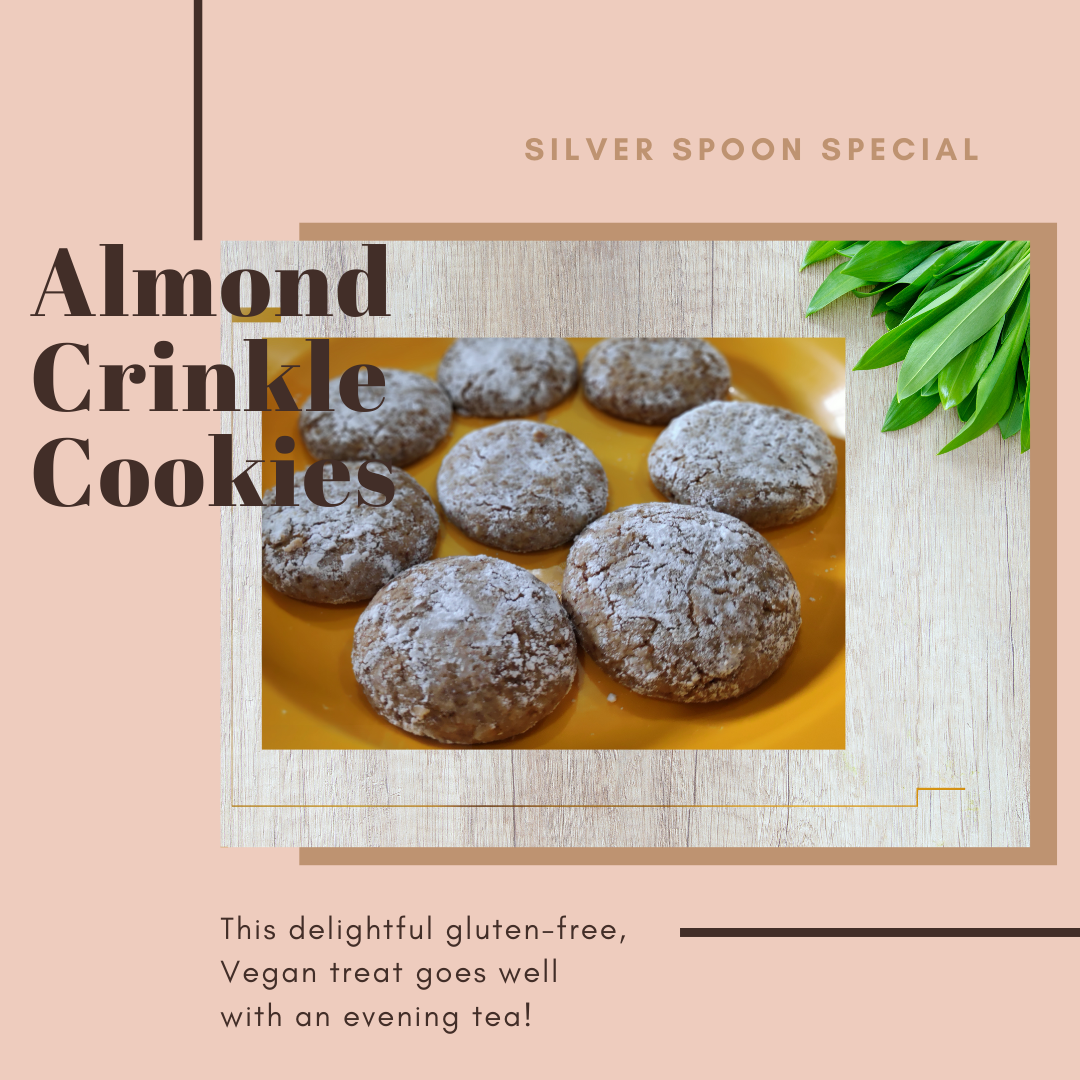 SILVER SPOON SPECIAL
Almond
Crinkle
Cookies
This delightful gluten-free,
Vegan treat goes well
with an evening tea!